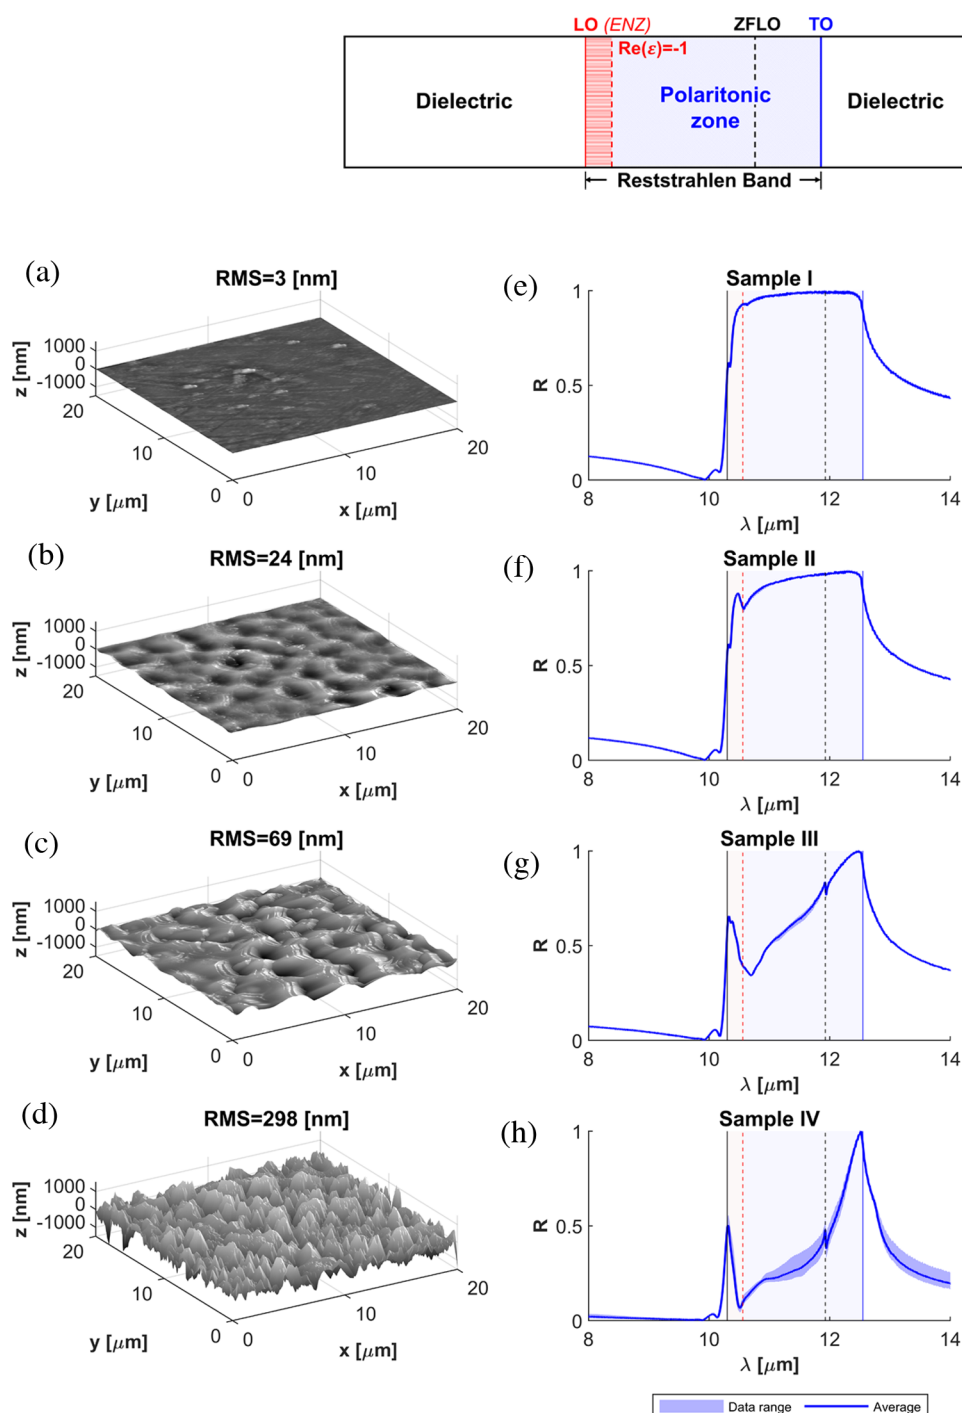 LO (ENZ) ZFLO TO
Re(ε)=-1
Dielectric
Polaritonic
zone
Dielectric
Reststrahlen Band
(a)
RMS=3 [nm]
z [nm]
1000
0
-1000
20
10
0
y [μm]
0
10
20
x [μm]
(e)
Sample I
R
1
0.5
0
8 10 12 14
λ [μm]
(b)
RMS=24 [nm]
z [nm]
1000
0
-1000
20
10
0
y [μm]
0
10
20
x [μm]
(f)
Sample II
R
1
0.5
0
8 10 12 14
λ [μm]
(c)
RMS=69 [nm]
z [nm]
1000
0
-1000
20
10
0
y [μm]
0
10
20
x [μm]
(g)
Sample III
R
1
0.5
0
8 10 12 14
λ [μm]
(d)
RMS=298 [nm]
z [nm]
1000
0
-1000
20
10
0
y [μm]
0
10
20
x [μm]
(h)
Sample IV
R
1
0.5
0
8 10 12 14
λ [μm]
Data range Average